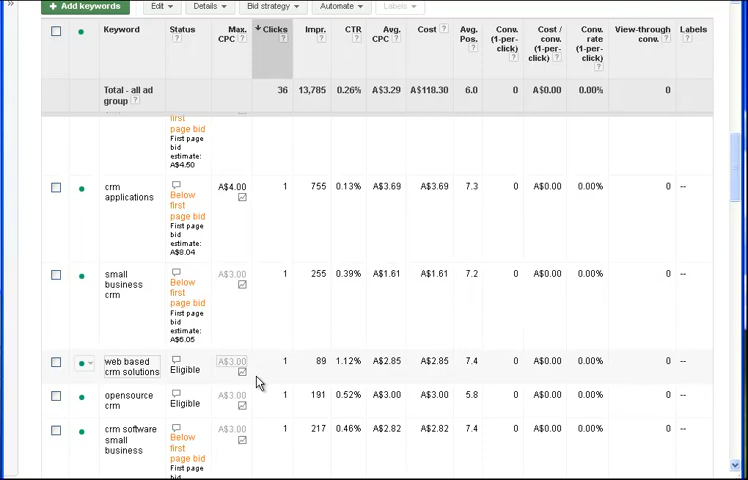 »
+ Add keywords Edit Details Bid strategy Automate Labels
Keyword Status Max. CPC Clicks Impr. CTR Avg. CPC Cost Avg. Pos. Conv. (1-per-click) Cost / conv. (1-per-click) Conv. rate (1-per-click) View-through conv. Labels
? ? ? ? ? ? ? ? ? ? ? ? ?
Total - all ad group ? 36 13,785 0.26% A$3.29 A$118.30 6.0 0 A$0.00 0.00% 0
first
page bid
First page
bid
estimate:
A$4.50
crm applications A$4.00 1 755 0.13% A$3.69 A$3.69 7.3 0 A$0.00 0.00% 0 --
Below
first
page bid
First page
bid
estimate:
A$8.04
small business crm A$3.00 1 255 0.39% A$1.61 A$1.61 7.2 0 A$0.00 0.00% 0 --
Below
first
page bid
First page
bid
estimate:
A$6.05
web based crm solutions Eligible A$3.00 1 89 1.12% A$2.85 A$2.85 7.4 0 A$0.00 0.00% 0 --
opensource crm Eligible A$3.00 1 191 0.52% A$3.00 A$3.00 5.8 0 A$0.00 0.00% 0 --
crm software small business A$3.00 1 217 0.46% A$2.82 A$2.82 7.4 0 A$0.00 0.00% 0 --
Below
first
page bid
First page